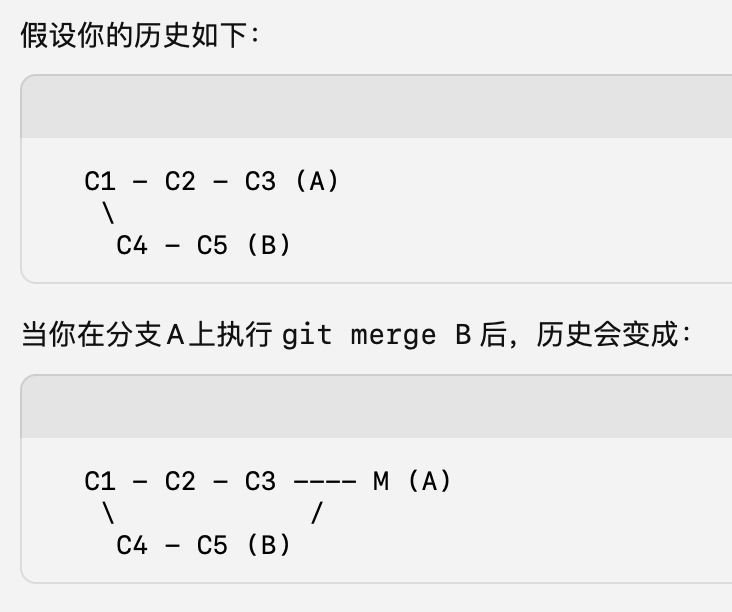 假设你的历史如下：
C1 – C2 – C3 (A)
\
C4 – C5 (B)
当你在分支A上执行 git merge B 后，历史会变成：
C1 – C2 – C3 –––– M (A)
\ /
C4 – C5 (B)